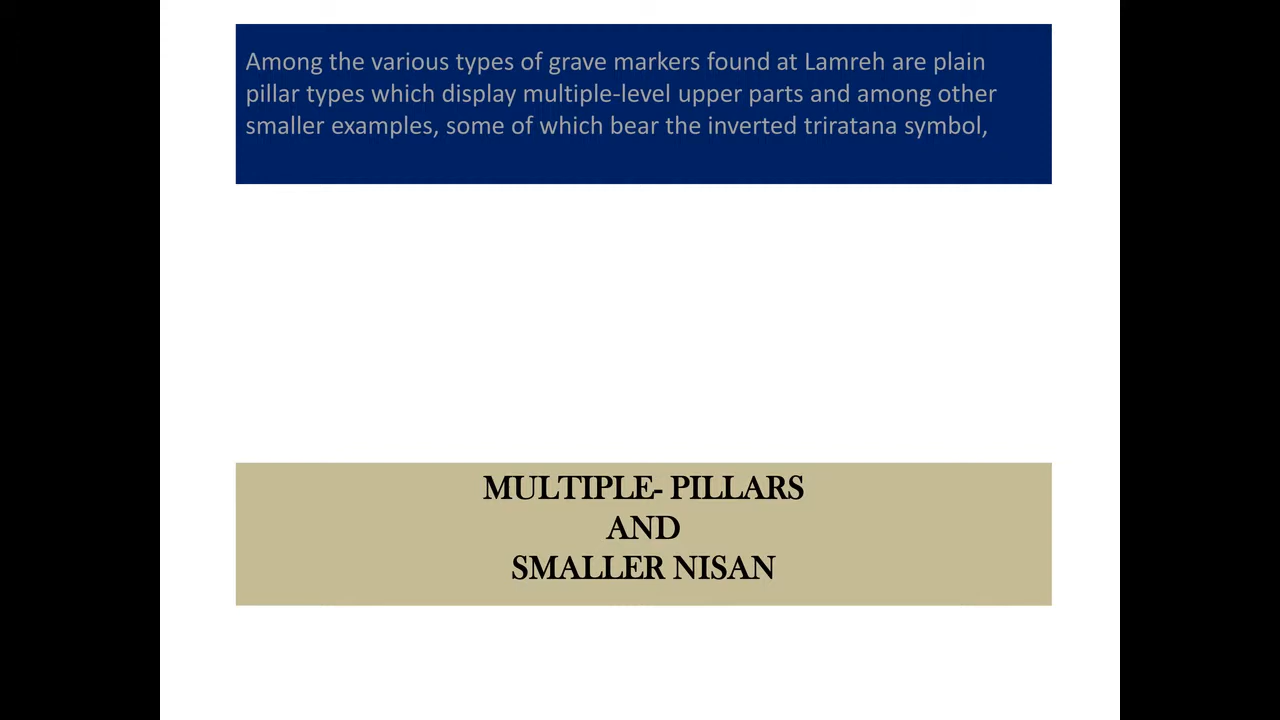 Among the various types of grave markers found at Lamreh are plain
pillar types which display multiple-level upper parts and among other
smaller examples, some of which bear the inverted triratana symbol,
MULTIPLE- PILLARS
AND
SMALLER NISAN